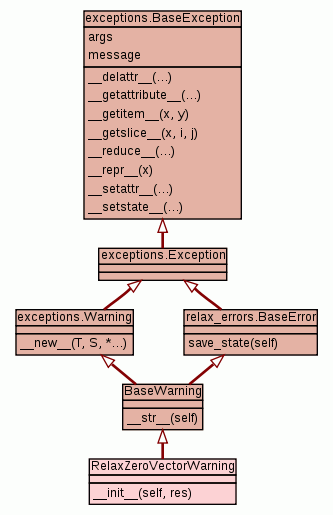 exceptions.BaseException
args
message
__delattr__(...)
__getattribute__(...)
__getitem__(x, y)
__getslice__(x, i, j)
__reduce__(...)
__repr__(x)
__setattr__(...)
__setstate__(...)
exceptions.Exception
exceptions.Warning
__new__(T, S, *...)
relax_errors.BaseError
save_state(self)
BaseWarning
__str__(self)
RelaxZeroVectorWarning
__init__(self, res)